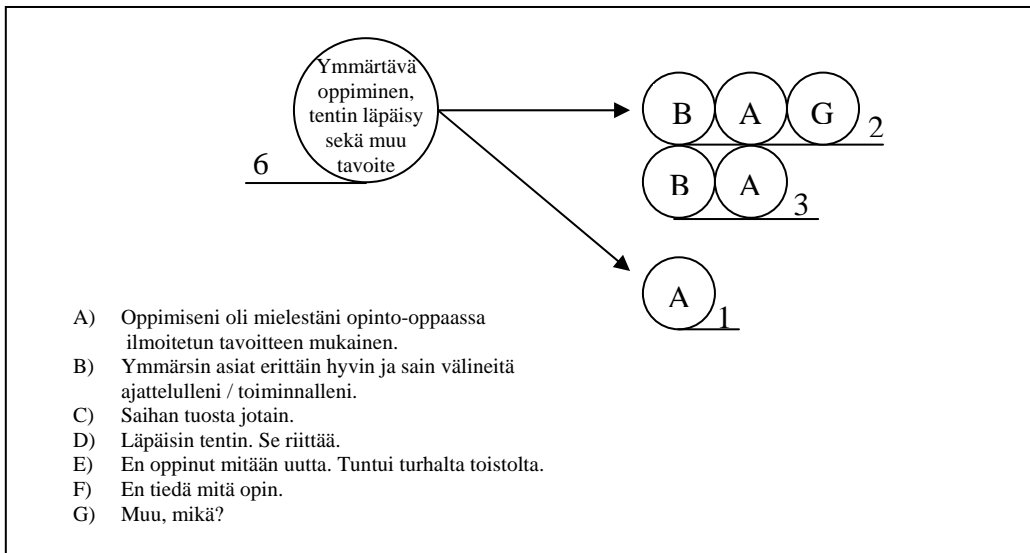 Ymmärtävä
oppiminen,
tentin läpäisy
sekä muu
tavoite
6
B A G 2
B A 3
A 1
A) Oppimiseni oli mielestäni opinto-oppaassa
ilmoitetun tavoitteen mukainen.
B) Ymmärsin asiat erittäin hyvin ja sain välineitä
ajattelulleni / toiminnalleni.
C) Saihan tuosta jotain.
D) Läpäisin tentin. Se riittää.
E) En oppinut mitään uutta. Tuntui turhalta toistolta.
F) En tiedä mitä opin.
G) Muu, mikä?